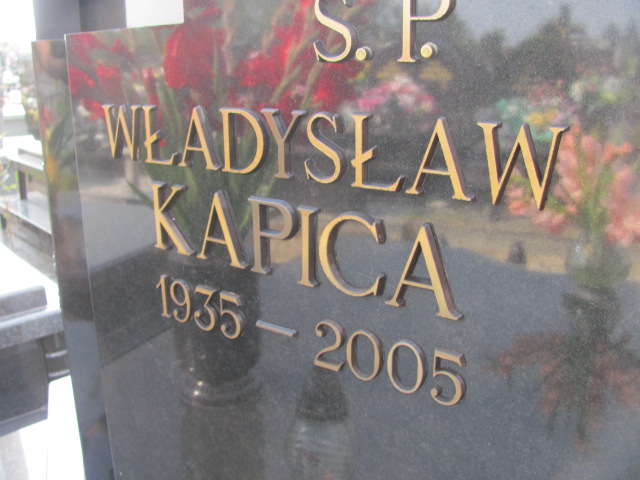 S. P.
WŁADYSŁAW
KAPICA
1935 – 2005